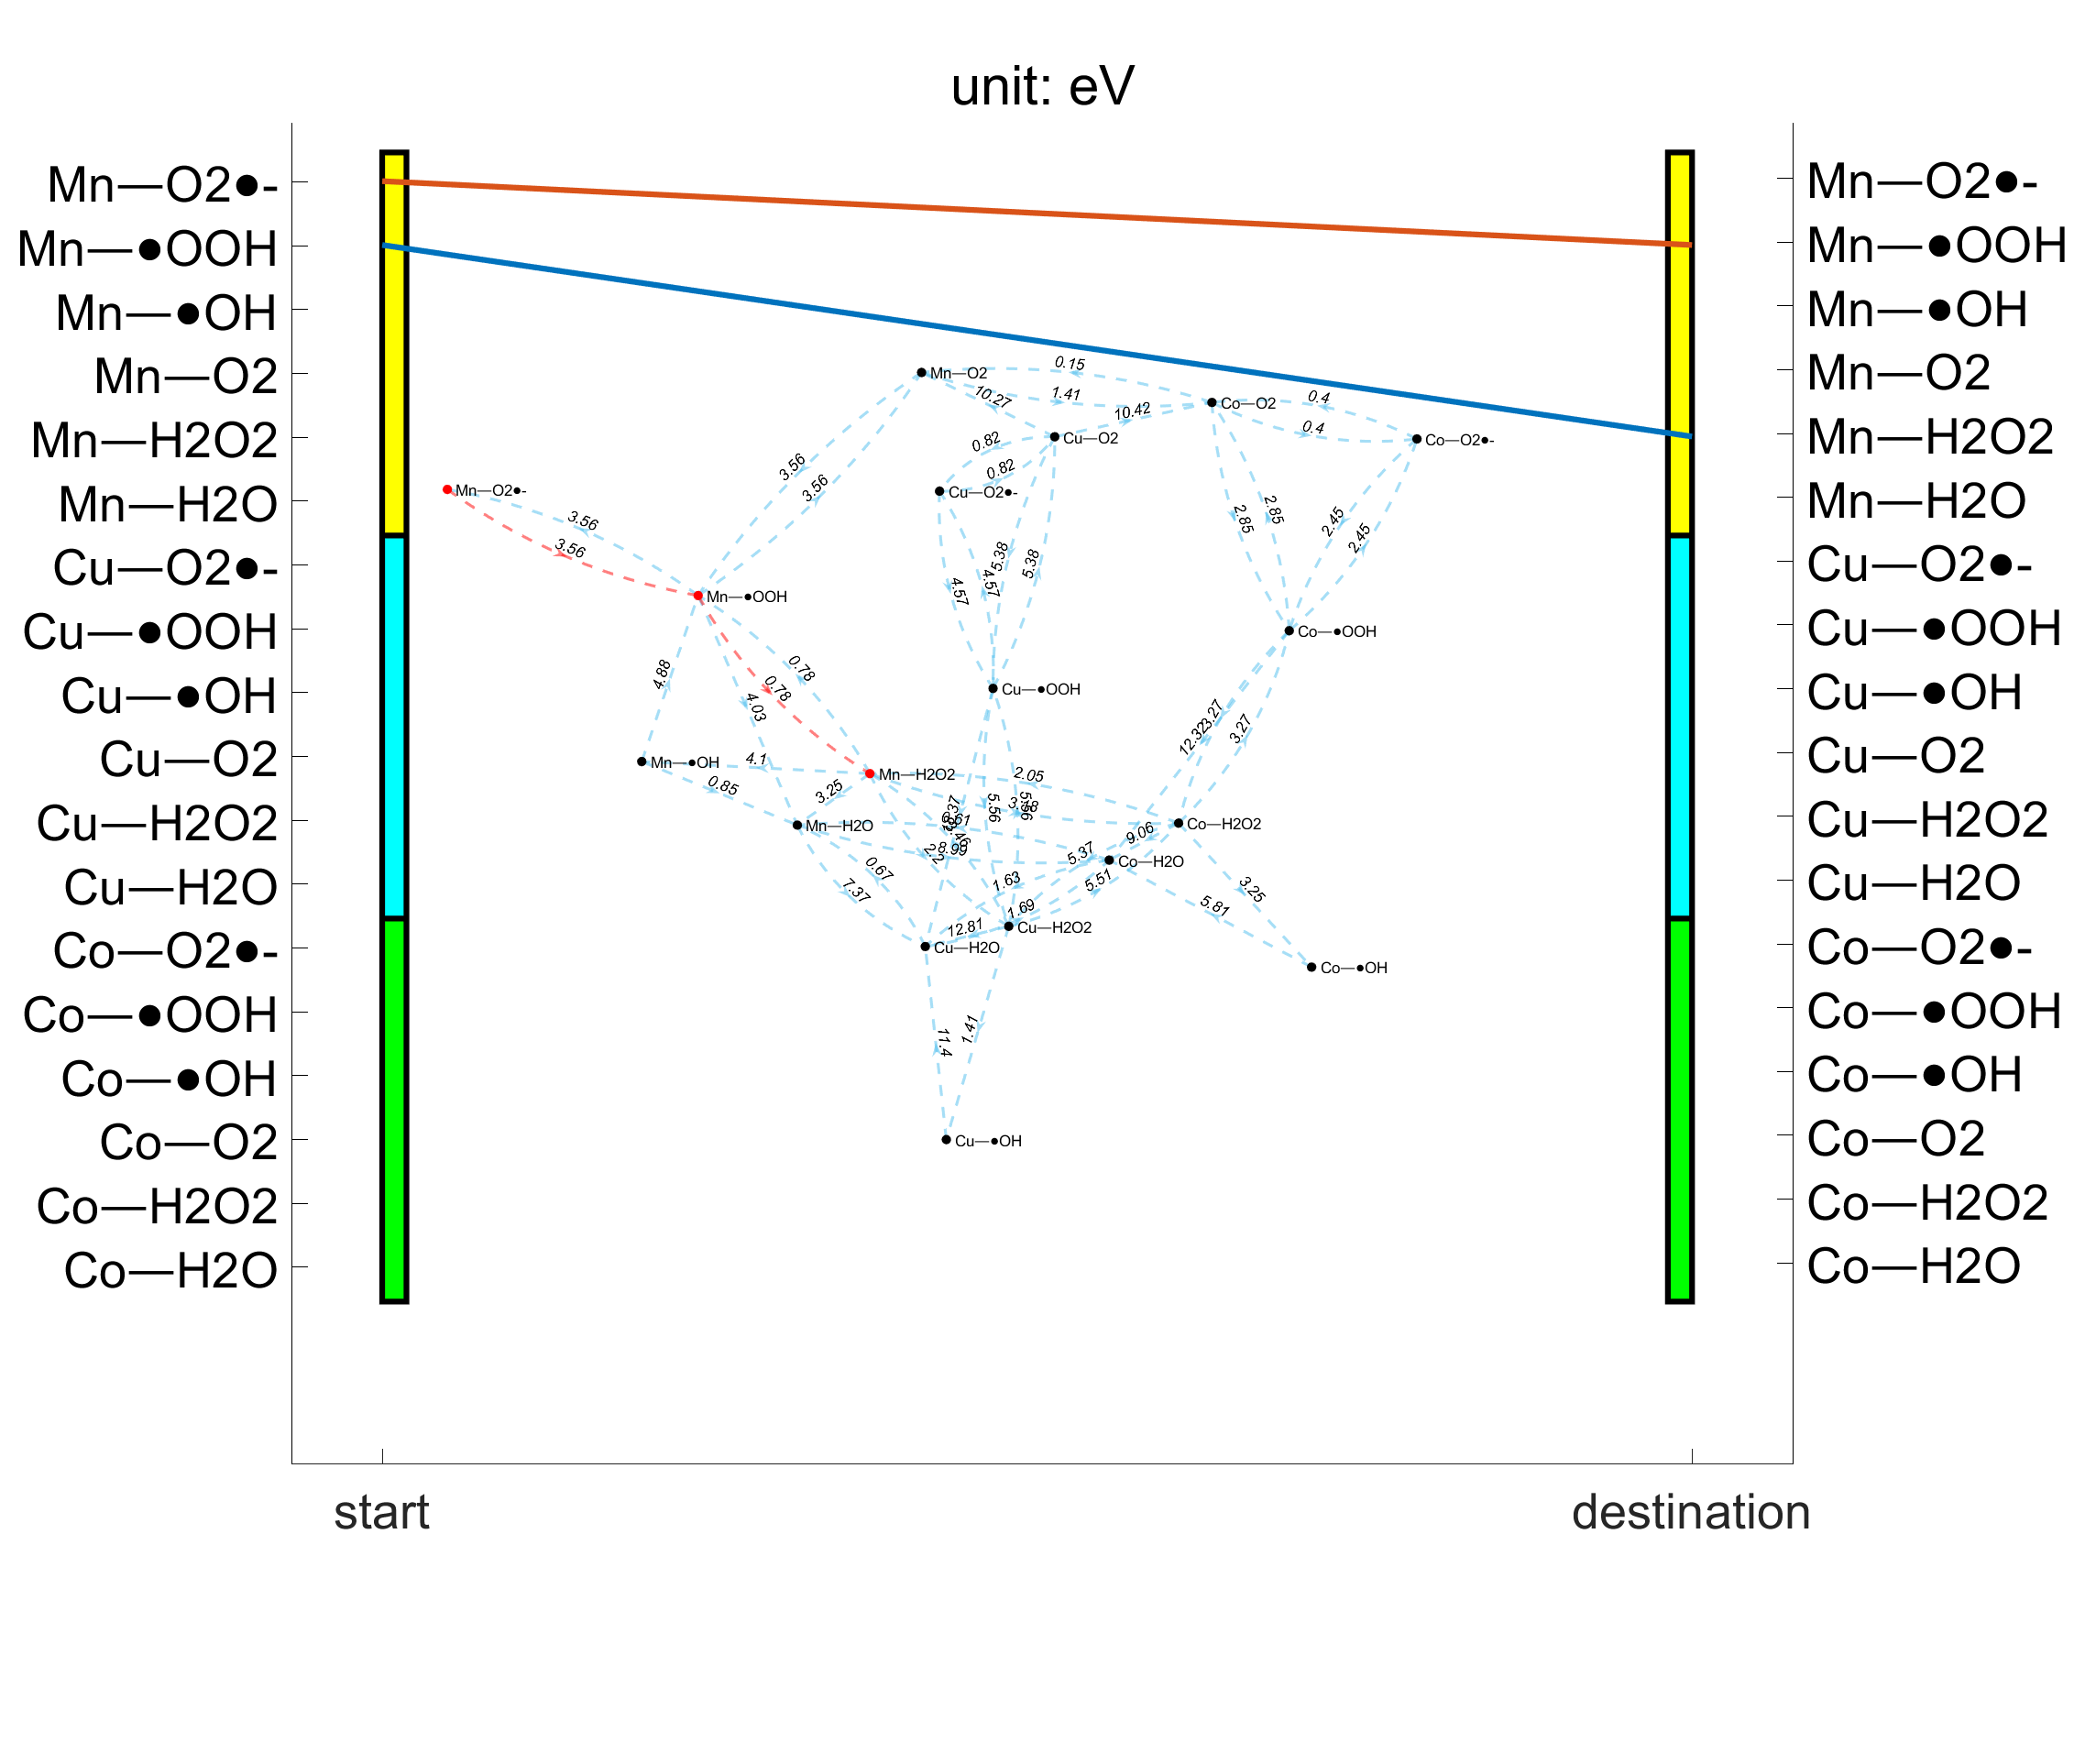 unit: eV
Mn—O2●-
Mn—●OOH
Mn—●OH
Mn—O2
Mn—H2O2
Mn—H2O
Cu—O2●-
Cu—●OOH
Cu—●OH
Cu—O2
Cu—H2O2
Cu—H2O
Co—O2●-
Co—●OOH
Co—●OH
Co—O2
Co—H2O2
Co—H2O
0.15
Mn—O2
10.27
1.41
10.42
Co—O2
0.4
0.4
Co—O2●-
Cu—O2
0.82
0.82
Cu—O2●-
3.56
3.56
Mn—O2●-
3.56
3.56
2.85
2.85
2.45
2.45
5.38
5.38
4.57
4.57
Mn—●OOH
Co—●OOH
4.88
0.78
0.78
4.03
Cu—●OOH
12.32
3.27
3.27
Mn—●OH
4.1
0.85
3.25
Mn—H2O2
2.05
5.56
Mn—H2O
Co—H2O2
9.06
8.99
2.2
5.37
Co—H2O
0.67
7.37
1.63
5.51
3.25
1.69
5.81
12.81
Cu—H2O2
Cu—H2O
Co—●OH
11.4
1.41
Cu—●OH
Mn—O2●-
Mn—●OOH
Mn—●OH
Mn—O2
Mn—H2O2
Mn—H2O
Cu—O2●-
Cu—●OOH
Cu—●OH
Cu—O2
Cu—H2O2
Cu—H2O
Co—O2●-
Co—●OOH
Co—●OH
Co—O2
Co—H2O2
Co—H2O
start
destination